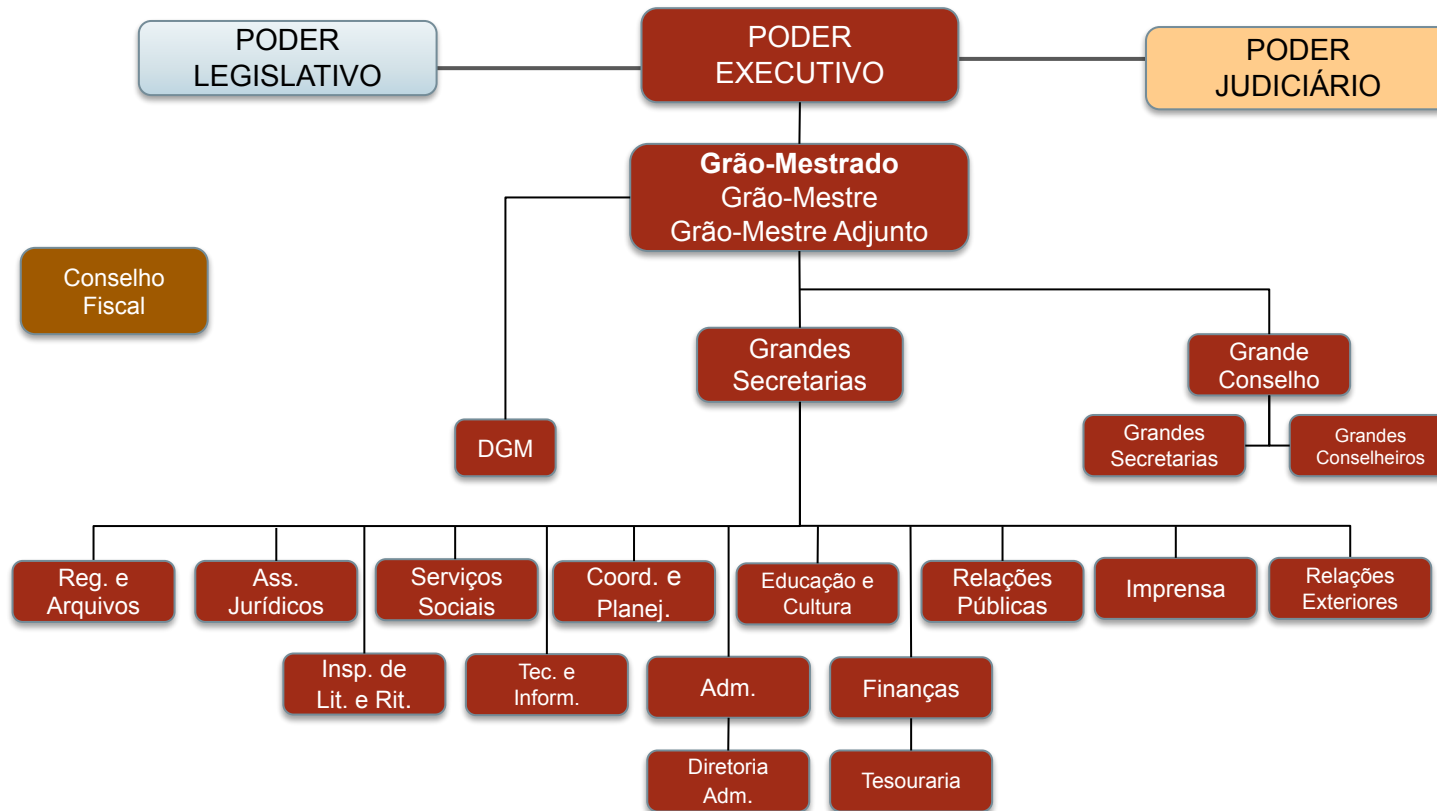 PODER
LEGISLATIVO
PODER
EXECUTIVO
PODER
JUDICIÁRIO
Grão-Mestrado
Grão-Mestre
Grão-Mestre Adjunto
Conselho
Fiscal
Grandes
Secretarias
Grande
Conselho
DGM
Grandes
Secretarias
Grandes
Conselheiros
Reg. e
Arquivos
Ass.
Jurídicos
Serviços
Sociais
Coord. e
Planej.
Educação e
Cultura
Relações
Públicas
Imprensa
Relações
Exteriores
Insp. de
Lit. e Rit.
Tec. e
Inform.
Adm.
Finanças
Diretoria
Adm.
Tesouraria